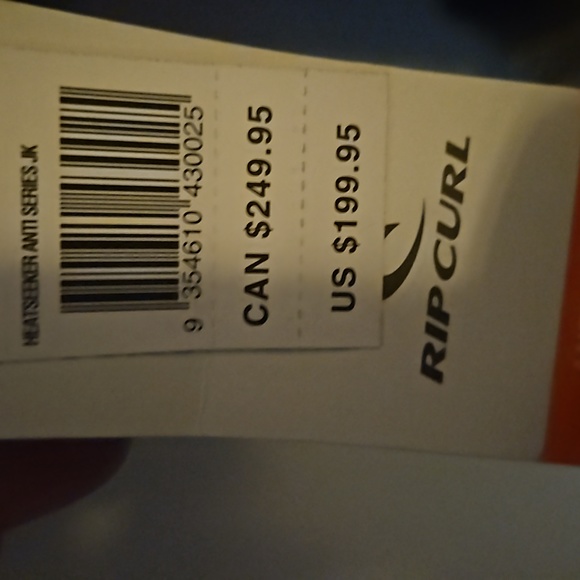 HEATSEEKER ANTI SERIES JK
9 354610 430025
CAN $249.95
US $199.95
RIP CURL